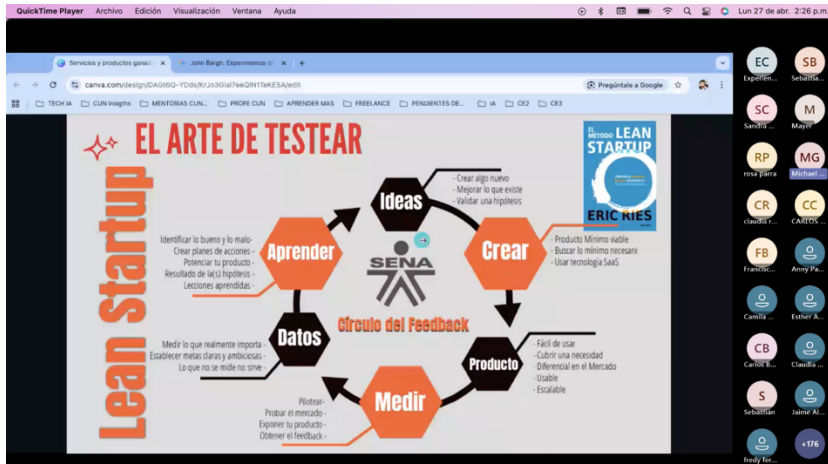 QuickTime Player Archivo Edición Visualización Ventana Ayuda
Lun 27 de abr. 2:26 p.m.
Servicios y productos ganad
John Bargh: Experimentos de
canva.com/design/DAGt6Q-YDds/KrJo3Gial7eeQIN1TeKESA/edit
Pregúntale a Google
TECH IA CUN Insigths MENTORIAS CUN... PROFE CUN APRENDER MAS FREELANCE PENDIENTES DE... IA CE2 CE3
EL ARTE DE TESTEAR
Lean Startup
EL
METODO LEAN
STARTUP
ERIC RIES
Ideas
- Crear algo nuevo
- Mejorar lo que existe
- Validar una hipótesis
Crear
- Producto Minimo viable
- Buscar lo mínimo necesari
- Usar tecnología SaaS
Producto
- Fácil de usar
- Cubrir una necesidad
- Diferencial en el Mercado
- Usable
- Escalable
Medir
Pilotear-
Probar el mercado -
Exponer tu producto -
Obtener el feedback -
Datos
Medir lo que realmente importa -
Establecer metas claras y ambiciosas -
Lo que no se mide no sirve -
Aprender
Identificar lo bueno y lo malo-
Crear planes de acciones -
Potenciar tu producto -
Resultado de la(s) hipótesis -
Lecciones aprendidas -
SENA
Círculo del Feedback
EC
Experien...
SB
Sebastia...
SC
Sandra ...
M
Mayer
RP
rosa parra
MG
Michael ...
CR
claudia r...
CC
CARLOS ...
FB
Francisc...
Anny Pa...
Camila ...
Esther A...
CB
Carlos B...
Claudia ...
S
Sebastián
Jaime Al...
fredy fer...
+176